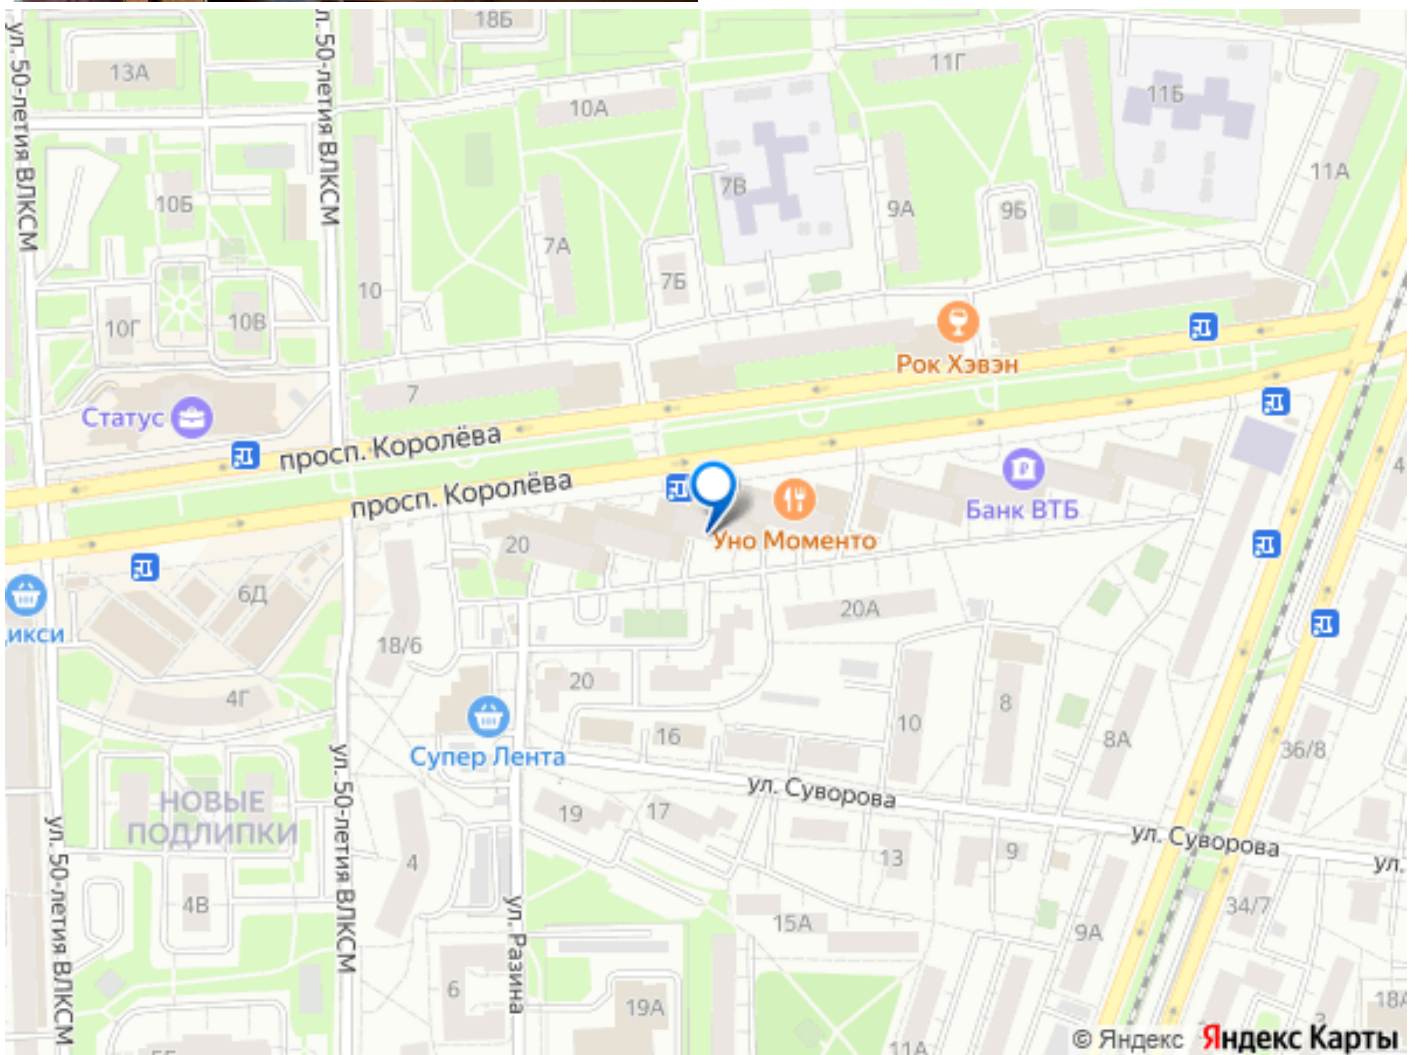 18Б
13А
ул. 50-летия ВЛКСМ
л. 50-летия ВЛКСМ
10А
11Г
11Б
11А
10Б
7А
7В
9А
9Б
7Б
10
10Г
10В
Рок Хэвэн
7
Статус
просп. Королёва
просп. Королёва
Банк ВТБ
Уно Моменто
20
4
икси
6Д
18/6
20А
20
4Г
16
10
8
8А
36/8
Супер Лента
ул. Суворова
НОВЫЕ
ПОДЛИПКИ
ул. 50-летия ВЛКСМ
ул. 50-летия ВЛКСМ
19
17
13
9
ул. Суворова
ул.
4
4В
ул. Разина
15А
9А
34/7
6
19А
18А
11А
© Яндекс Яндекс Карты